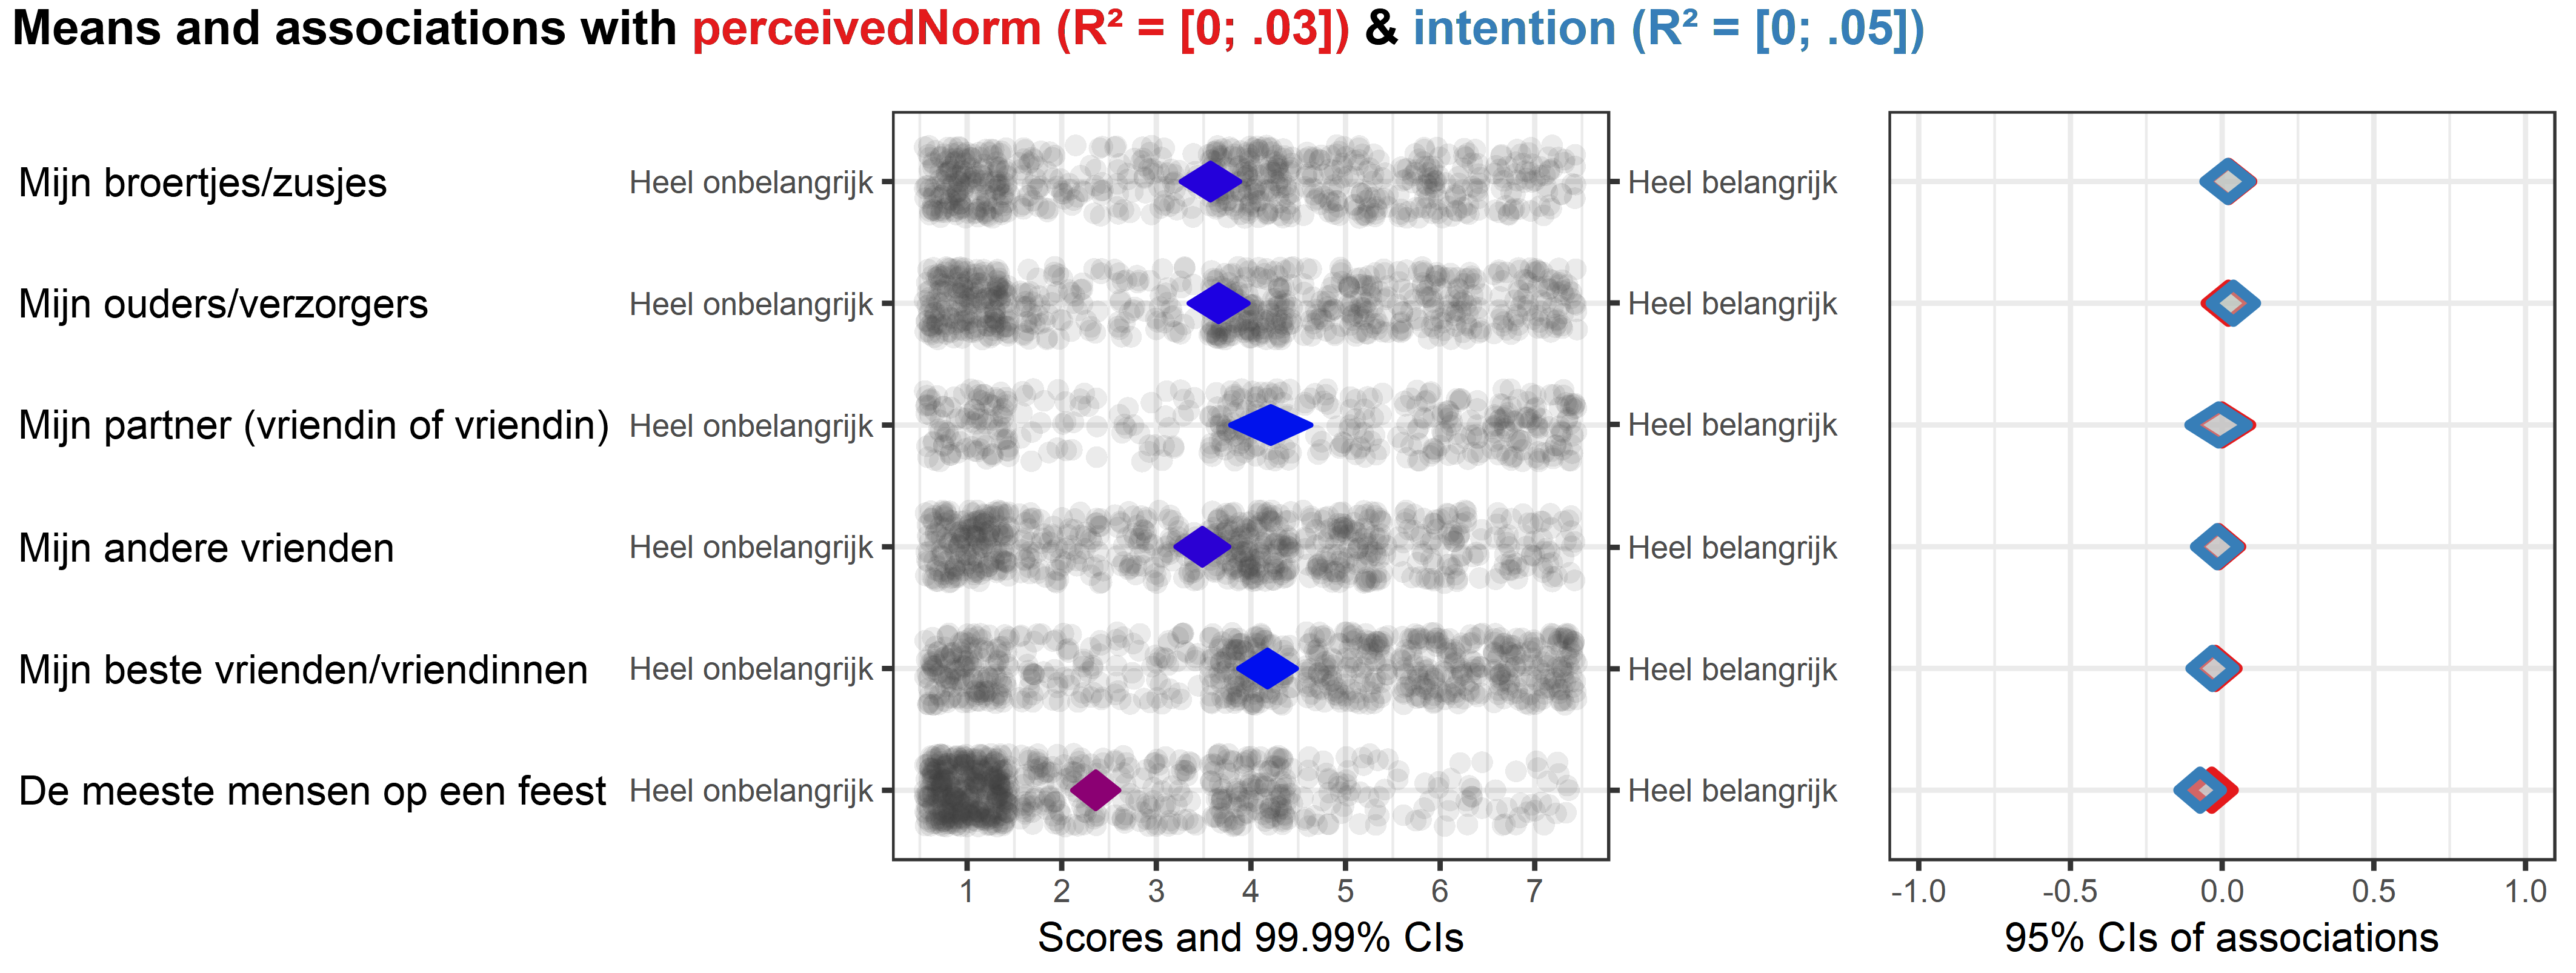 Means and associations with perceivedNorm (R² = [0; .03]) & intention (R² = [0; .05])
Mijn broertjes/zusjes Heel onbelangrijk Heel belangrijk
Mijn ouders/verzorgers Heel onbelangrijk Heel belangrijk
Mijn partner (vriendin of vriendin) Heel onbelangrijk Heel belangrijk
Mijn andere vrienden Heel onbelangrijk Heel belangrijk
Mijn beste vrienden/vriendinnen Heel onbelangrijk Heel belangrijk
De meeste mensen op een feest Heel onbelangrijk Heel belangrijk
1 2 3 4 5 6 7
Scores and 99.99% CIs
-1.0 -0.5 0.0 0.5 1.0
95% CIs of associations